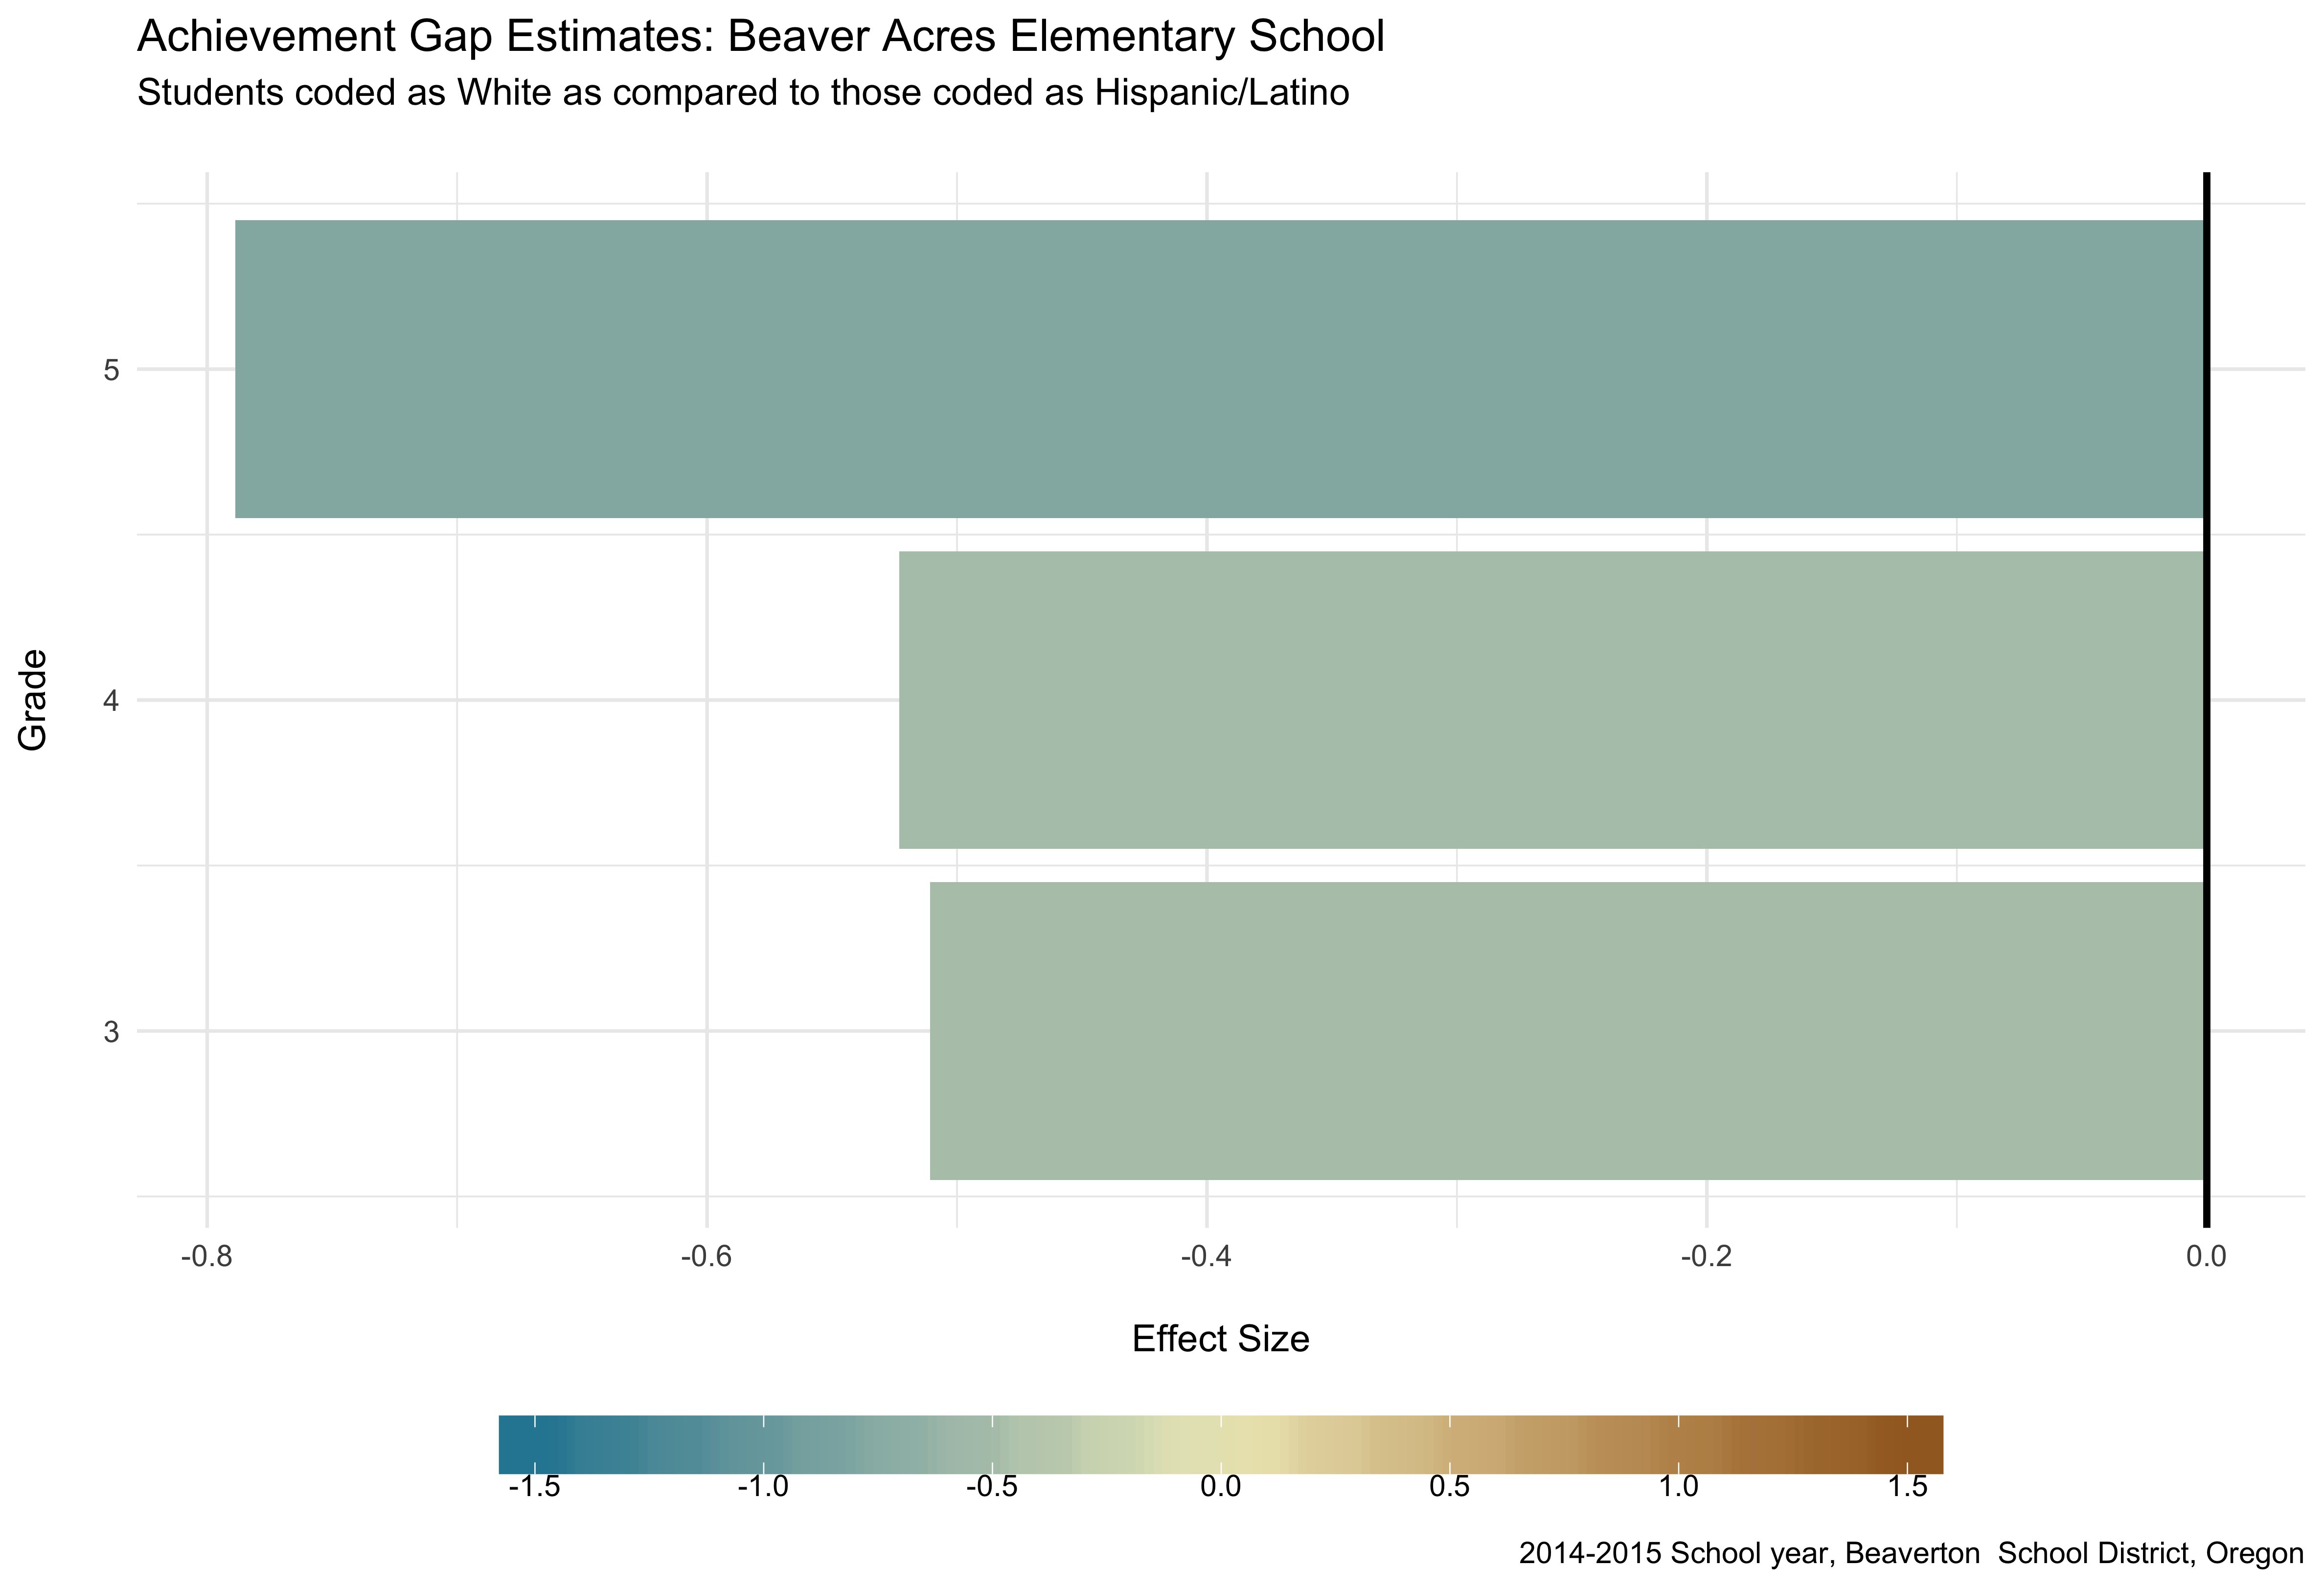 Achievement Gap Estimates: Beaver Acres Elementary School
Students coded as White as compared to those coded as Hispanic/Latino
Grade
5
4
3
-0.8 -0.6 -0.4 -0.2 0.0
Effect Size
-1.5 -1.0 -0.5 0.0 0.5 1.0 1.5
2014-2015 School year, Beaverton  School District, Oregon